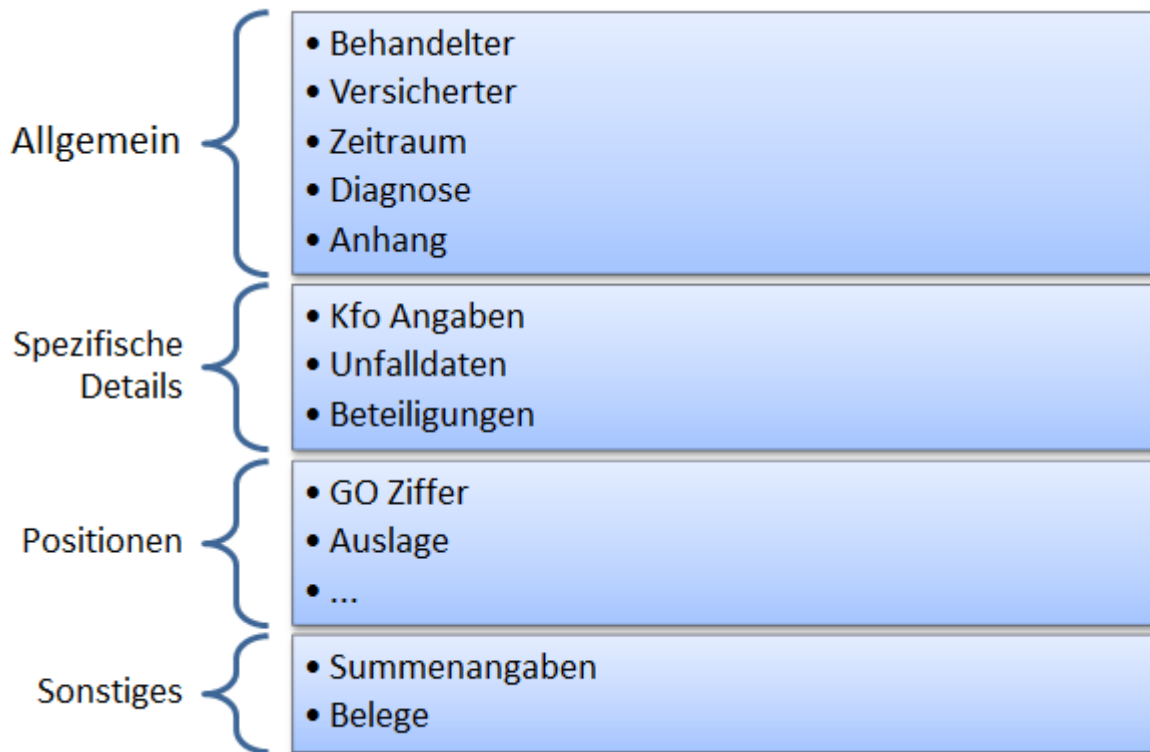 Allgemein
• Behandelter
• Versicherter
• Zeitraum
• Diagnose
• Anhang
Spezifische
Details
• Kfo Angaben
• Unfalldaten
• Beteiligungen
Positionen
• GO Ziffer
• Auslage
• ...
Sonstiges
• Summenangaben
• Belege